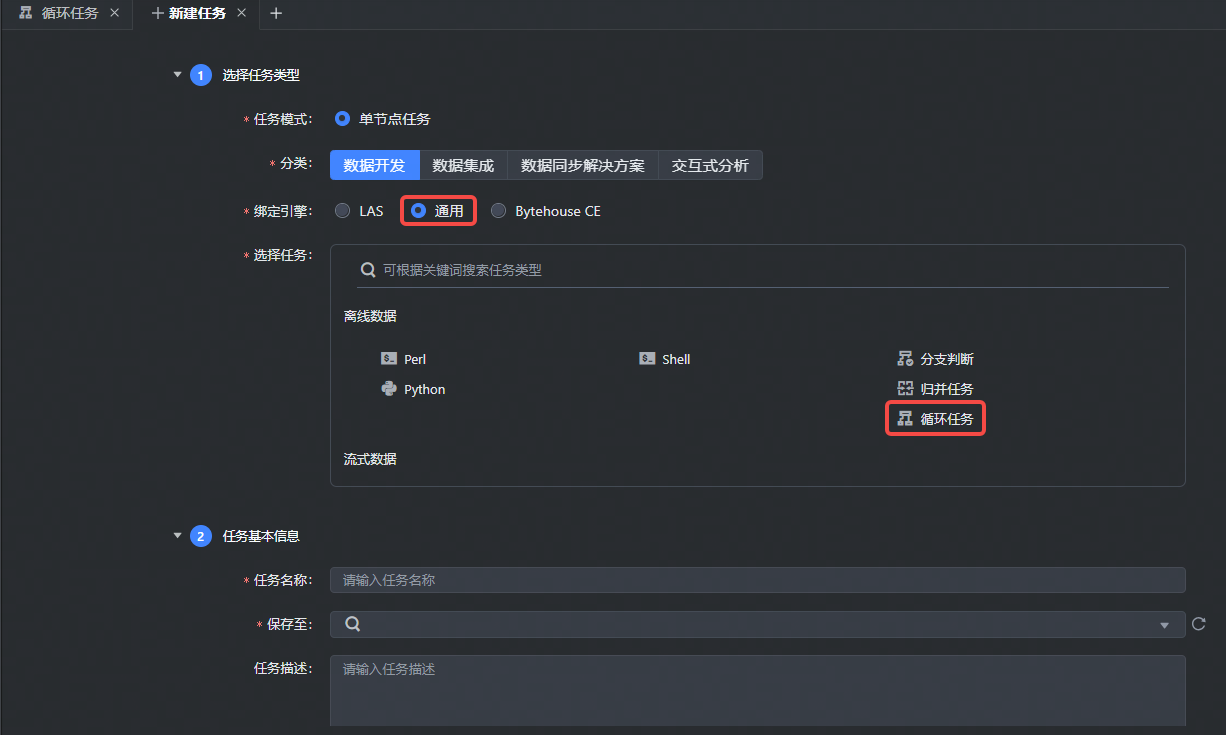 循环任务 × + 新建任务 × +
1 选择任务类型
* 任务模式: 单节点任务
* 分类: 数据开发 数据集成 数据同步解决方案 交互式分析
* 绑定引擎: LAS 通用 Bytehouse CE
* 选择任务: 可根据关键词搜索任务类型
离线数据
$_ Perl $_ Shell 分支判断
Python 归并任务
循环任务
流式数据
2 任务基本信息
* 任务名称: 请输入任务名称
* 保存至:
任务描述: 请输入任务描述